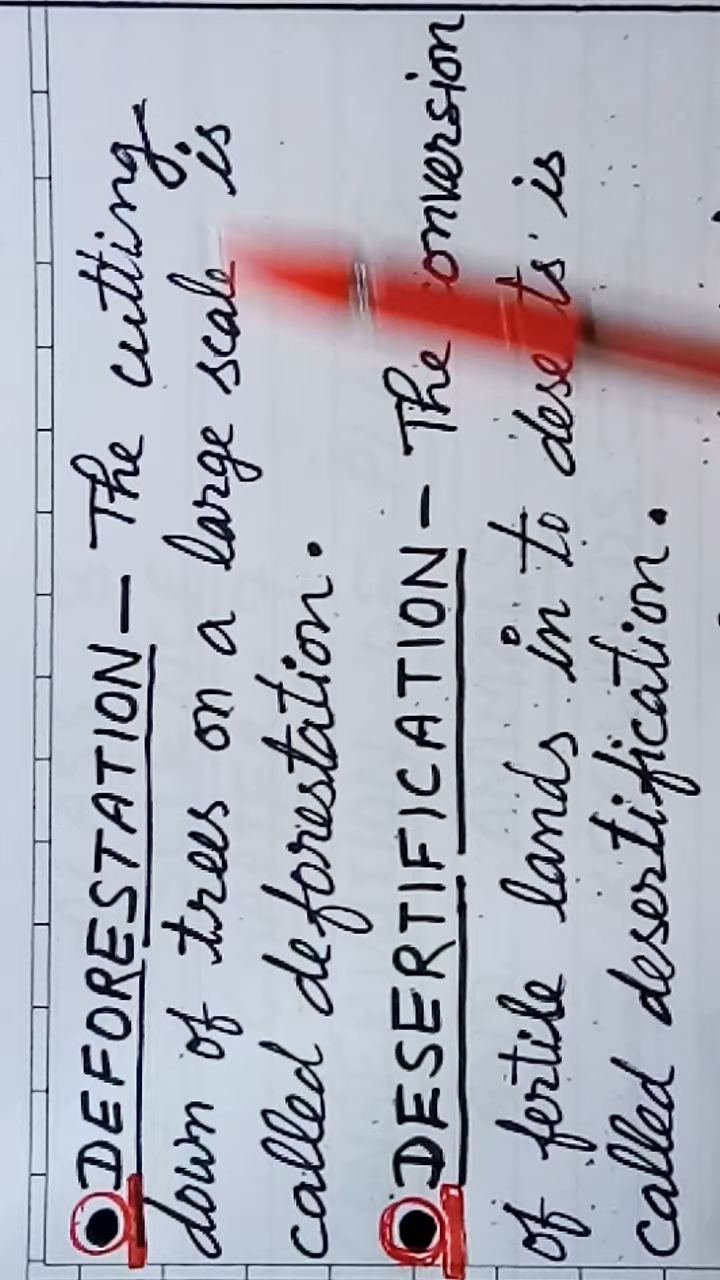 DEFORESTATION - The cutting
down of trees on a large scale is
called deforestation.
DESERTIFICATION - The conversion
of fertile lands in to deserts is
called desertification.